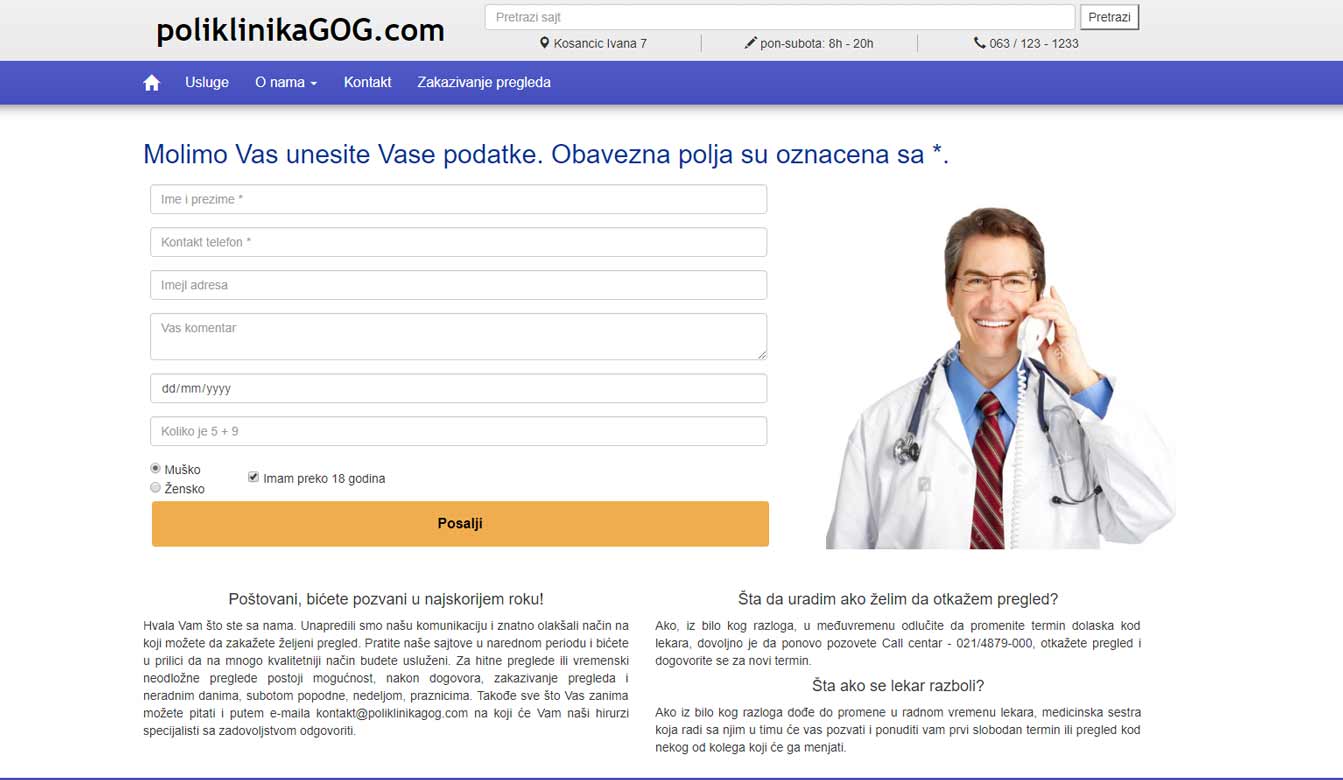 poliklinikaGOG.com
Pretrazi sajt
Pretrazi
Kosancic Ivana 7
pon-subota: 8h - 20h
063 / 123 - 1233
Usluge
O nama
Kontakt
Zakazivanje pregleda
Molimo Vas unesite Vase podatke. Obavezna polja su oznacena sa *.
Ime i prezime *
Kontakt telefon *
Imejl adresa
Vas komentar
dd/mm/yyyy
Koliko je 5 + 9
Muško
Žensko
Imam preko 18 godina
Posalji
Poštovani, bićete pozvani u najskorijem roku!
Hvala Vam što ste sa nama. Unapredili smo našu komunikaciju i znatno olakšali način na
koji možete da zakažete željeni pregled. Pratite naše sajtove u narednom periodu i bićete
u prilici da na mnogo kvalitetniji način budete usluženi. Za hitne preglede ili vremenski
neodložne preglede postoji mogućnost, nakon dogovora, zakazivanje pregleda i
neradnim danima, subotom popodne, nedeljom, praznicima. Takođe sve što Vas zanima
možete pitati i putem e-maila kontakt@poliklinikagog.com na koji će Vam naši hirurzi
specijalisti sa zadovoljstvom odgovoriti.
Šta da uradim ako želim da otkažem pregled?
Ako, iz bilo kog razloga, u međuvremenu odlučite da promenite termin dolaska kod
lekara, dovoljno je da ponovo pozovete Call centar - 021/4879-000, otkažete pregled i
dogovorite se za novi termin.
Šta ako se lekar razboli?
Ako iz bilo kog razloga dođe do promene u radnom vremenu lekara, medicinska sestra
koja radi sa njim u timu će vas pozvati i ponuditi vam prvi slobodan termin ili pregled kod
nekog od kolega koji će ga menjati.